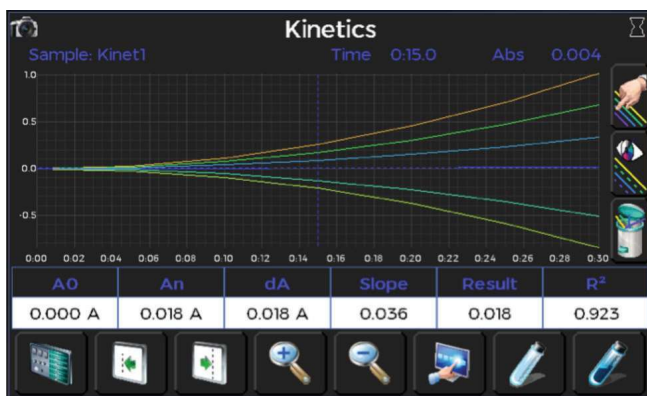 Kinetics
Sample: Kinet1 Time 0:15.0 Abs 0.004
1.0
0.5
0.0
-0.5
0:00 0:02 0:04 0:06 0:08 0:10 0:12 0:14 0:16 0:18 0:20 0:22 0:24 0:26 0:28 0:30
A0 An dA Slope Result R²
0.000 A 0.018 A 0.018 A 0.036 0.018 0.923